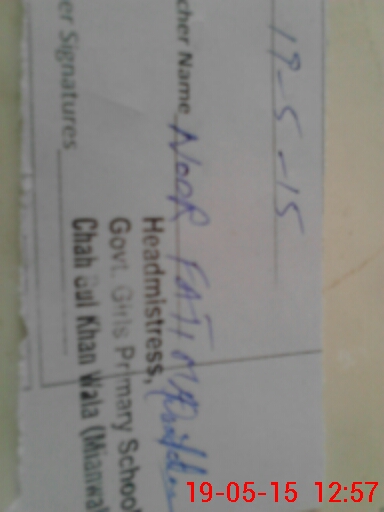 19-5-15
cher Name NOOR FATIMA
er Signatures
Headmistress,
Govt. Girls Primary School
Chah Gul Khan Wala (Mianwal
19-05-15 12:57